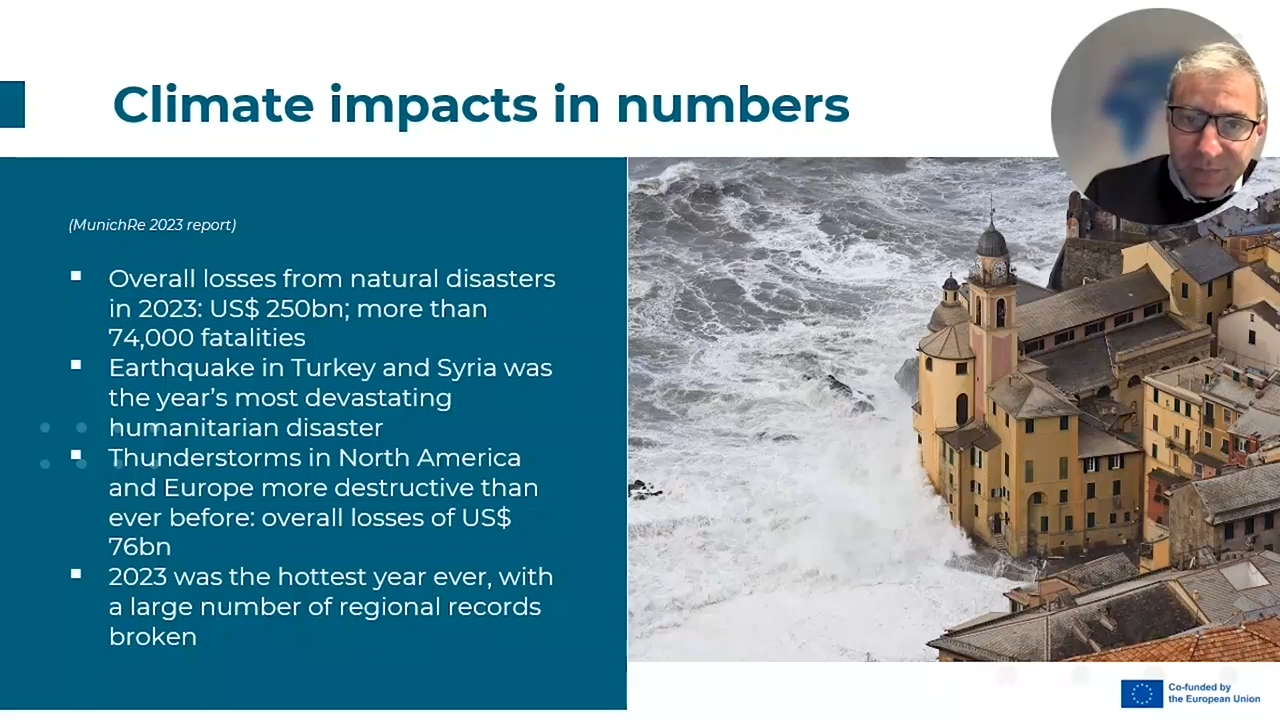 Climate impacts in numbers
(MunichRe 2023 report)
Overall losses from natural disasters
in 2023: US$ 250bn; more than
74,000 fatalities
Earthquake in Turkey and Syria was
the year’s most devastating
humanitarian disaster
Thunderstorms in North America
and Europe more destructive than
ever before: overall losses of US$
76bn
2023 was the hottest year ever, with
a large number of regional records
broken
Co-funded by
the European Union